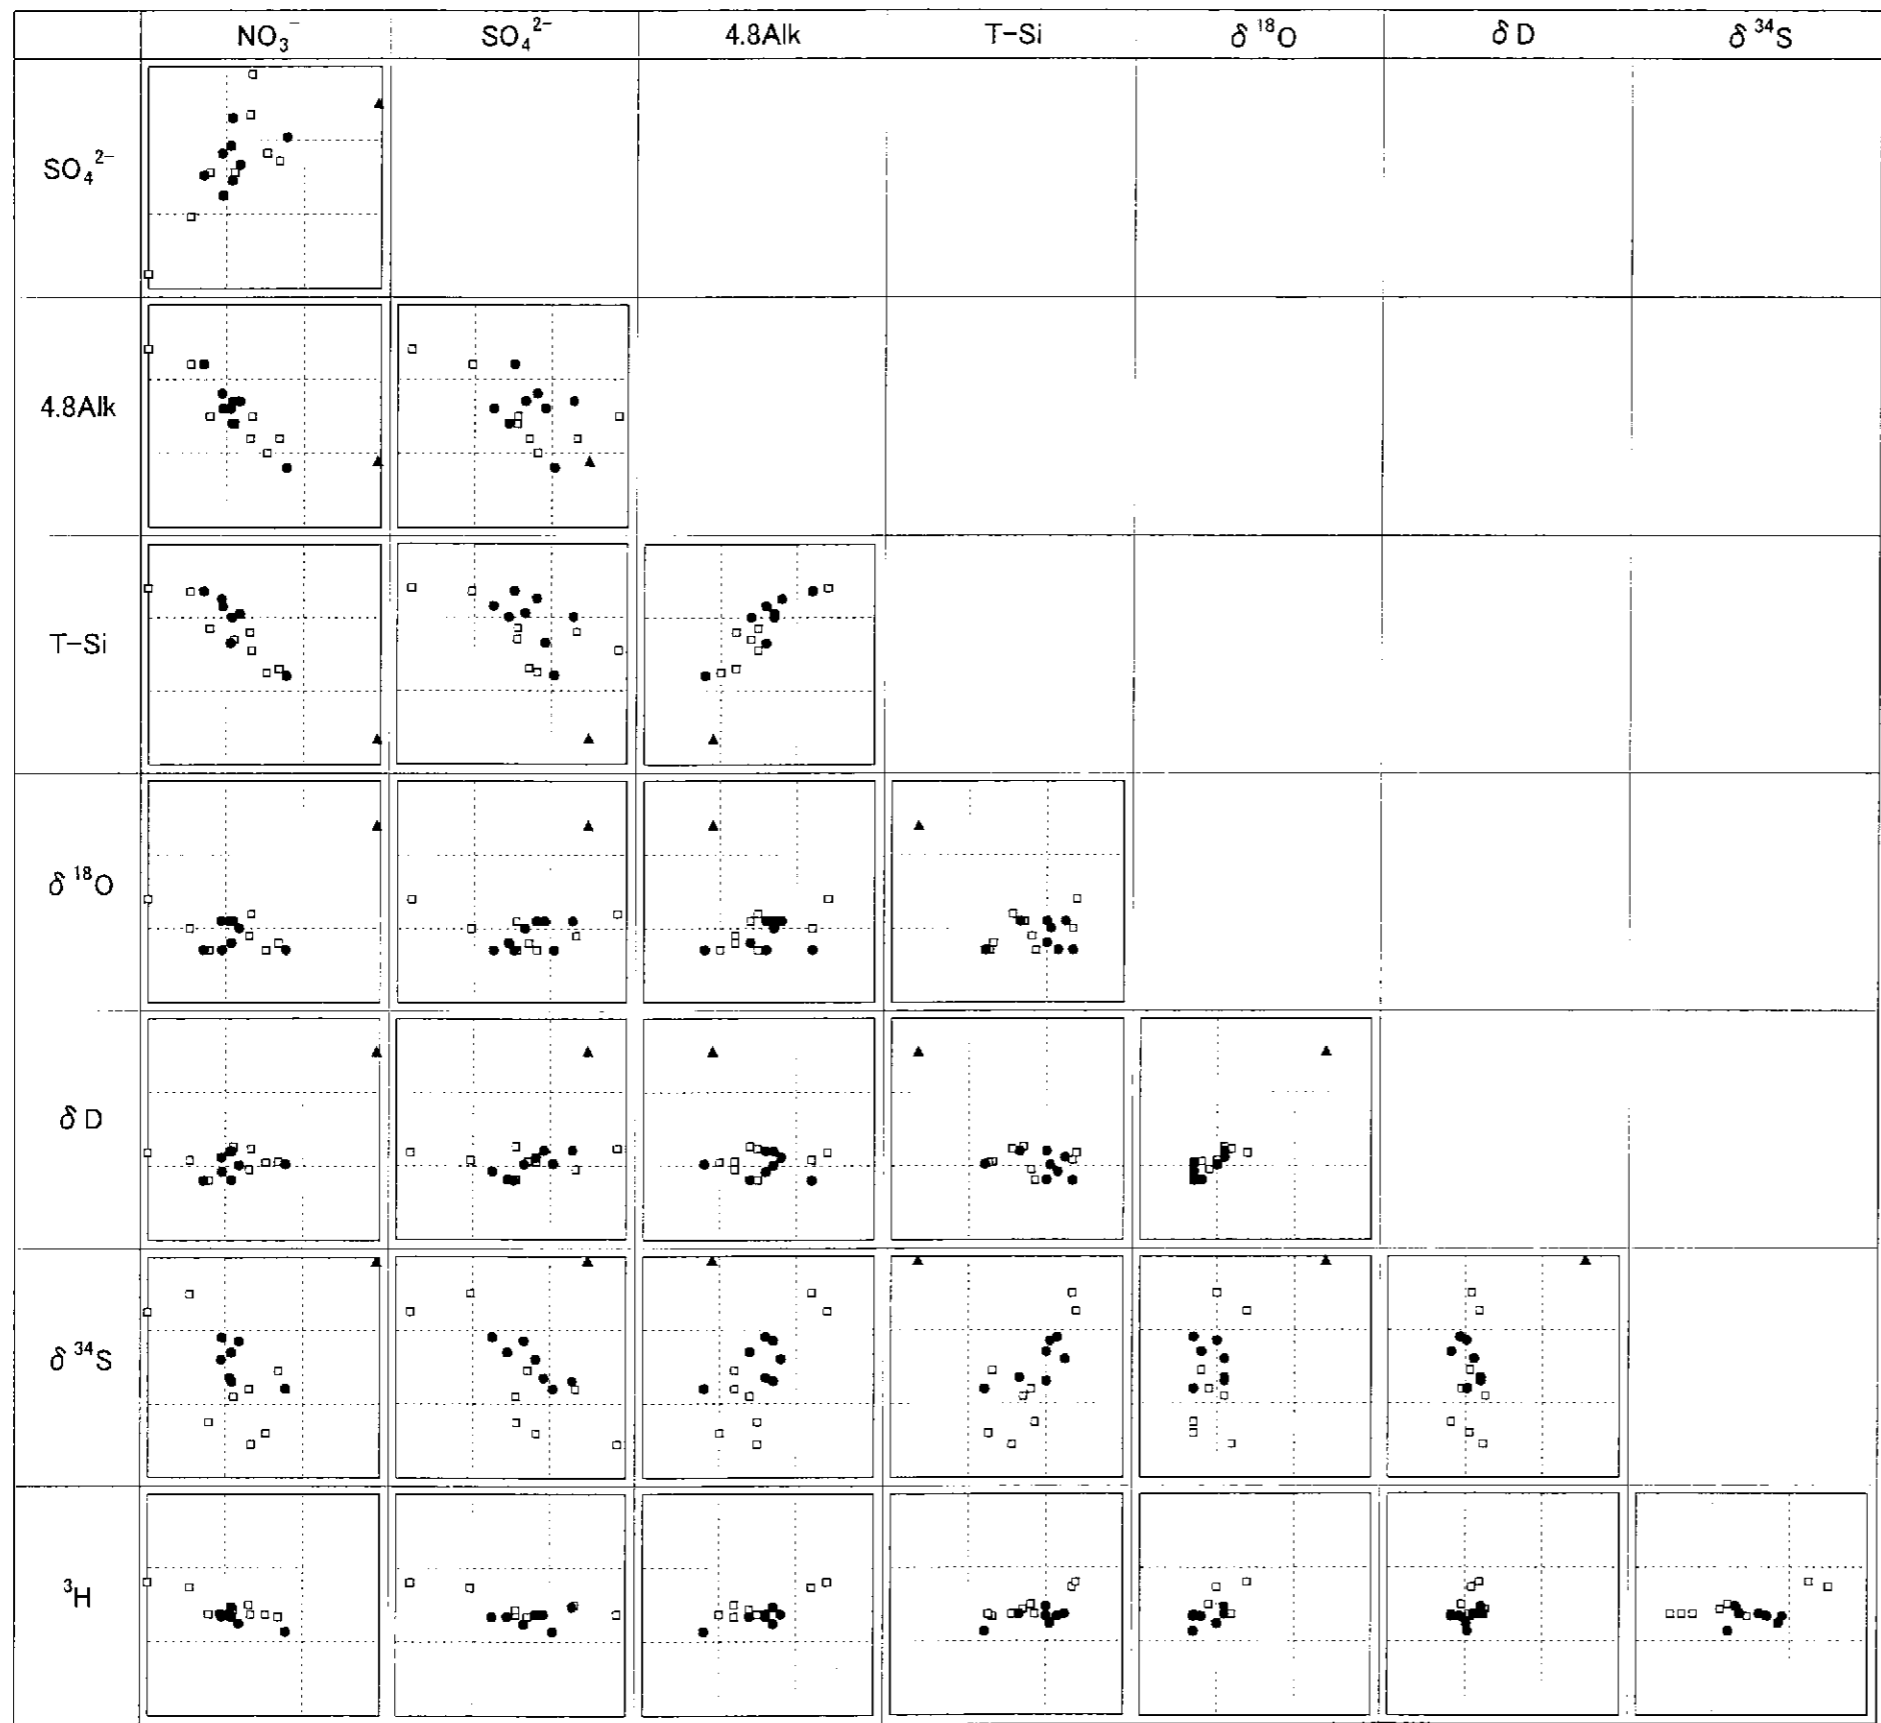 NO₃⁻ SO₄²⁻ 4.8Alk T-Si δ¹⁸O δD δ³⁴S
SO₄²⁻
4.8Alk
T-Si
δ¹⁸O
δD
δ³⁴S
³H